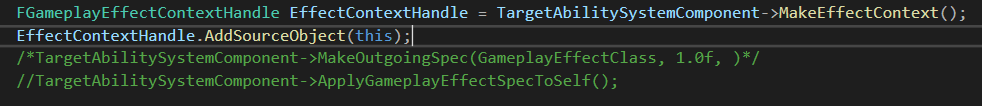 FGameplayEffectContextHandle EffectContextHandle = TargetAbilitySystemComponent->MakeEffectContext();
EffectContextHandle.AddSourceObject(this);
/*TargetAbilitySystemComponent->MakeOutgoingSpec(GameplayEffectClass, 1.0f, )*/
//TargetAbilitySystemComponent->ApplyGameplayEffectSpecToSelf();